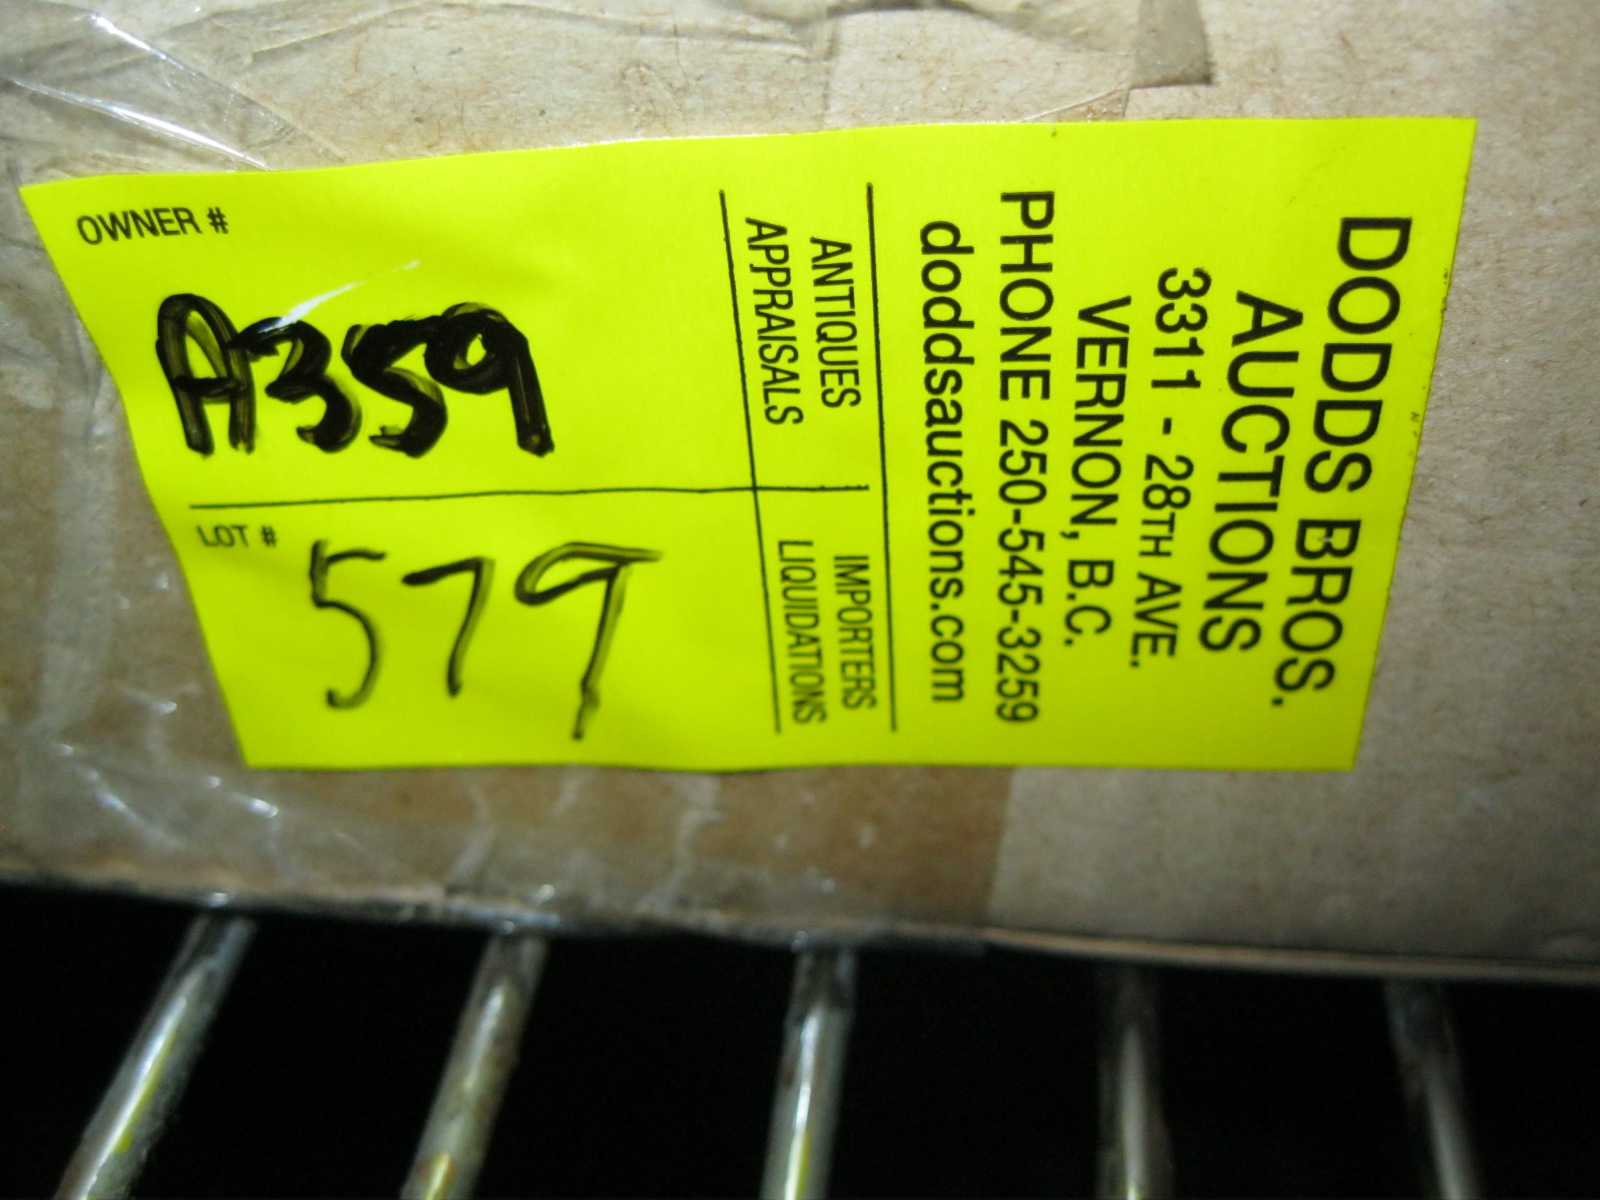 DODDS BROS.
AUCTIONS
3311 - 28TH AVE.
VERNON, B.C.
PHONE 250-545-3259
doddsauctions.com
ANTIQUES IMPORTERS
APPRAISALS LIQUIDATIONS
OWNER #
A359
LOT #
579